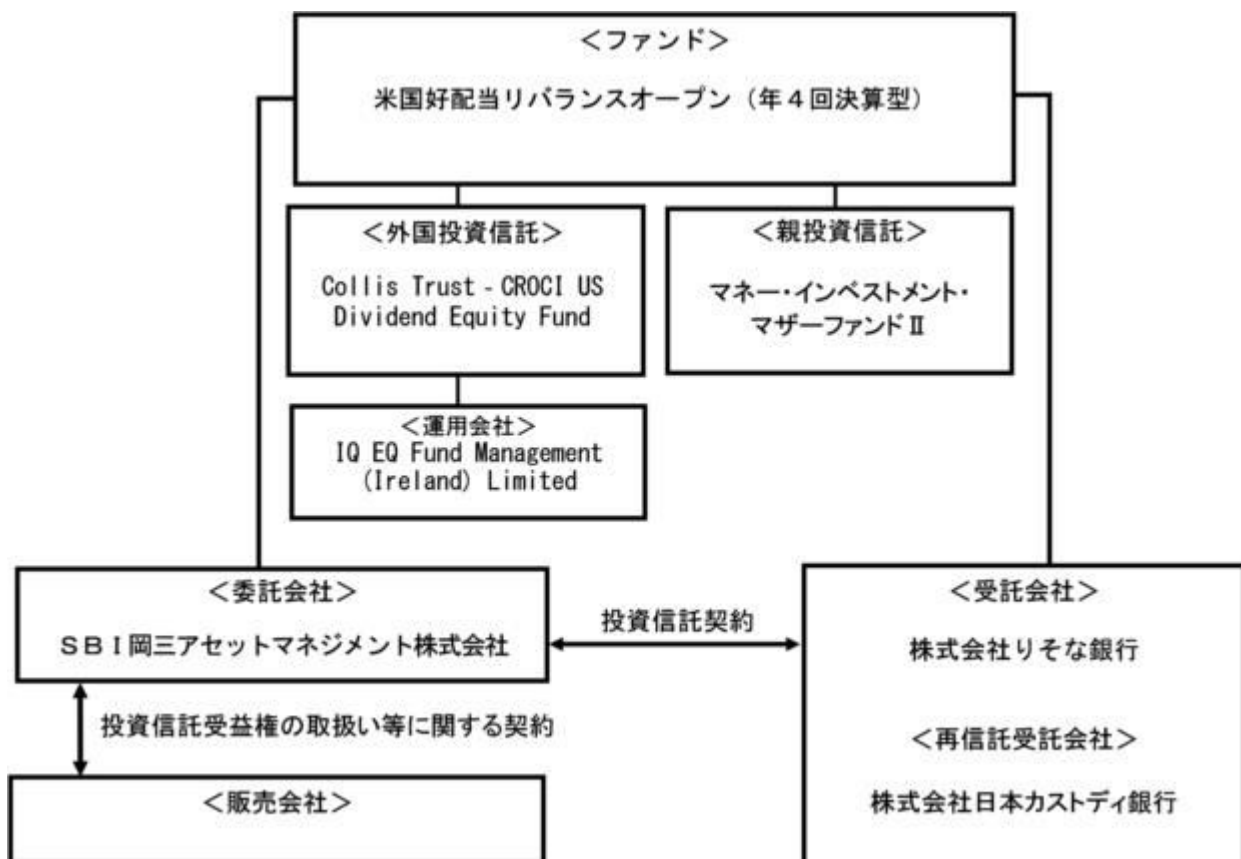 ＜ファンド＞
米国好配当リバランスオープン（年４回決算型）
＜外国投資信託＞
Collis Trust - CROCI US
Dividend Equity Fund
＜親投資信託＞
マネー・インベストメント・
マザーファンドⅡ
＜運用会社＞
IQ EQ Fund Management
(Ireland) Limited
＜委託会社＞
ＳＢＩ岡三アセットマネジメント株式会社
投資信託契約
＜受託会社＞
株式会社りそな銀行
＜再信託受託会社＞
株式会社日本カストディ銀行
投資信託受益権の取扱い等に関する契約
＜販売会社＞